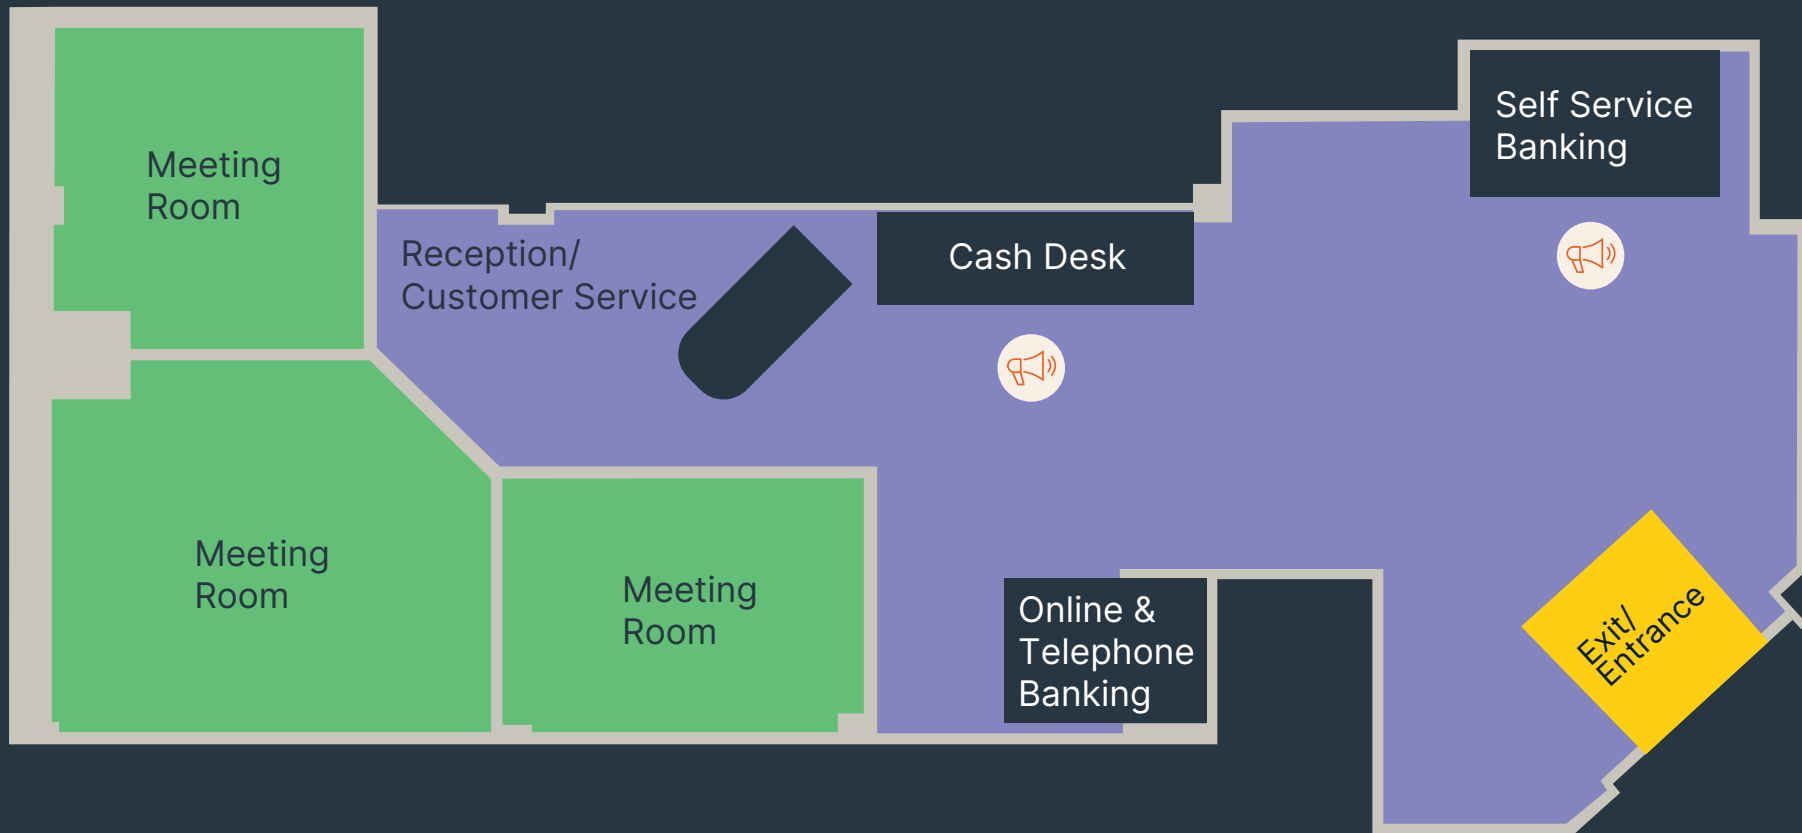 Meeting
Room
Reception/
Customer Service
Cash Desk
Self Service
Banking
Meeting
Room
Meeting
Room
Online &
Telephone
Banking
Exit/
Entrance